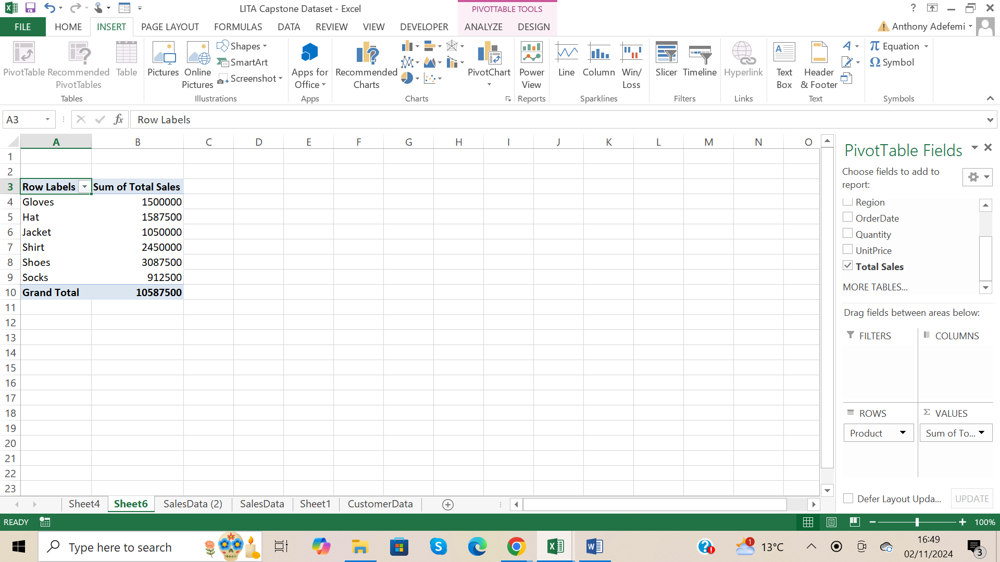 LITA Capstone Dataset - Excel
PIVOTTABLE TOOLS
?
FILE HOME INSERT PAGE LAYOUT FORMULAS DATA REVIEW VIEW DEVELOPER ANALYZE DESIGN
Anthony Adefemi
PivotTable
Recommended
PivotTables
Table
Tables
Pictures
Online
Pictures
Shapes
SmartArt
Screenshot
Illustrations
Apps for
Office
Apps
Recommended
Charts
PivotChart
Charts
Power
View
Reports
Line
Column
Win/
Loss
Sparklines
Slicer
Timeline
Filters
Hyperlink
Links
Text
Box
Header
& Footer
Text
π Equation
Ω Symbol
Symbols
A3
fx
Row Labels
A B C D E F G H I J K L M N O
1
2
3 Row Labels Sum of Total Sales
4 Gloves 1500000
5 Hat 1587500
6 Jacket 1050000
7 Shirt 2450000
8 Shoes 3087500
9 Socks 912500
10 Grand Total 10587500
11
12
13
14
15
16
17
18
19
20
21
22
23
PivotTable Fields
Choose fields to add to
report:
Region
OrderDate
Quantity
UnitPrice
Total Sales
MORE TABLES...
Drag fields between areas below:
FILTERS
COLUMNS
ROWS
Σ VALUES
Product
Sum of To...
Defer Layout Upda...
UPDATE
Sheet4 Sheet6 SalesData (2) SalesData Sheet1 CustomerData
READY
100%
Type here to search
1
13°C
16:49
02/11/2024
3